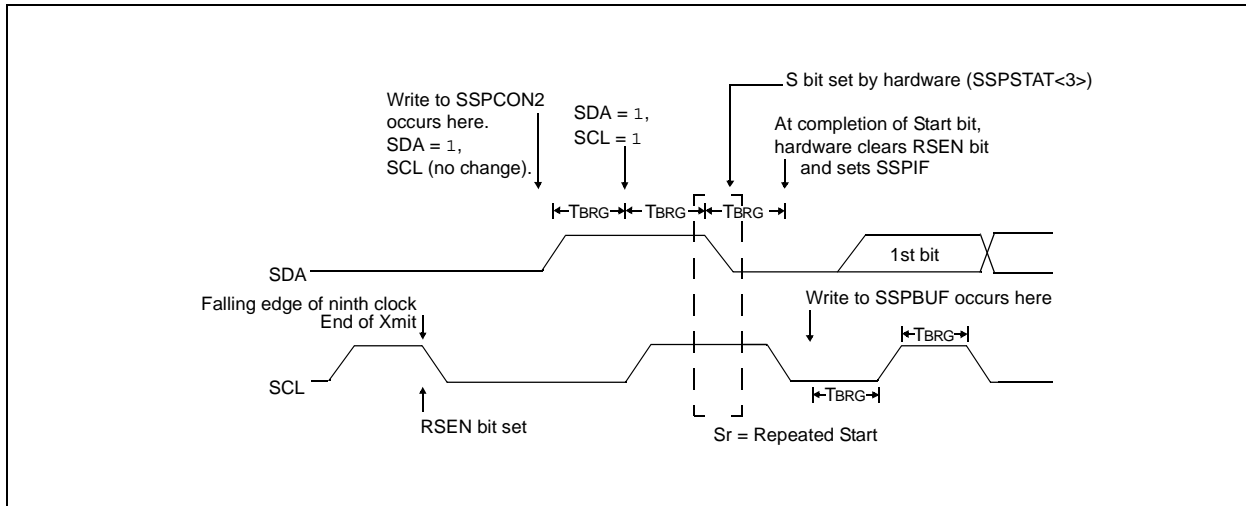 S bit set by hardware (SSPSTAT<3>)
Write to SSPCON2
occurs here.
SDA = 1,
SCL (no change).
SDA = 1,
SCL = 1
At completion of Start bit,
hardware clears RSEN bit
and sets SSPIF
TBRG
TBRG
TBRG
SDA
1st bit
Falling edge of ninth clock
End of Xmit
Write to SSPBUF occurs here
TBRG
SCL
TBRG
RSEN bit set
Sr = Repeated Start